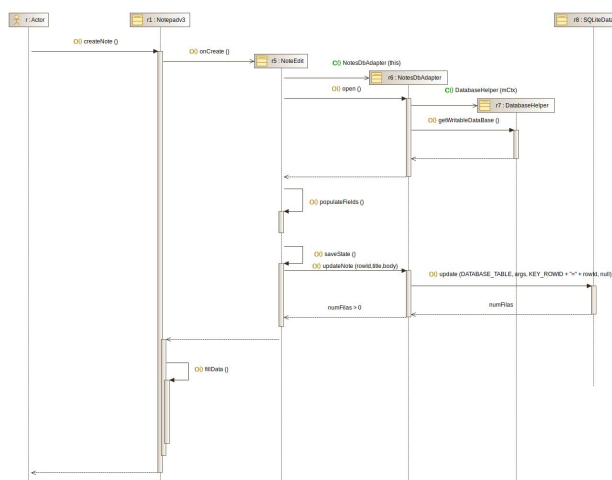 r : Actor
r1 : Notepadv3
r8 : SQLiteData
createNote ()
onCreate ()
r5 : NoteEdit
NotesDbAdapter (this)
r6 : NotesDbAdapter
open ()
DatabaseHelper (mCtx)
r7 : DatabaseHelper
getWritableDataBase ()
populateFields ()
saveState ()
updateNote (rowId,title,body)
update (DATABASE_TABLE, args, KEY_ROWID + "=" + rowId, null)
numFilas > 0
numFilas
fillData ()